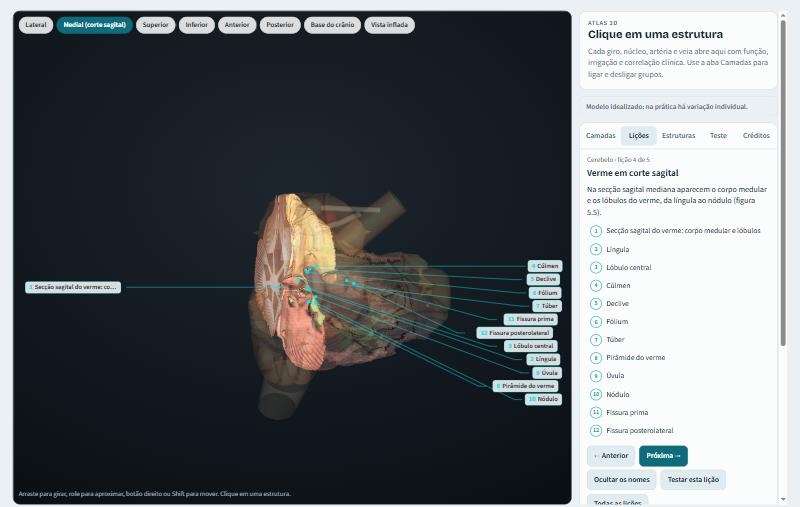 Lateral
Medial (corte sagital)
Superior
Inferior
Anterior
Posterior
Base do crânio
Vista inflada
1 Secção sagital do verme: co...
4 Cúlmen
5 Declive
6 Fólium
7 Túber
11 Fissura prima
12 Fissura posterolateral
3 Lóbulo central
2 Língula
9 Úvula
8 Pirâmide do verme
10 Nódulo
Arraste para girar, role para aproximar, botão direito ou Shift para mover. Clique em uma estrutura.
ATLAS 3D
Clique em uma estrutura
Cada giro, núcleo, artéria e veia abre aqui com função,
irrigação e correlação clínica. Use a aba Camadas para
ligar e desligar grupos.
Modelo idealizado: na prática há variação individual.
Camadas
Lições
Estruturas
Teste
Créditos
Cerebelo · lição 4 de 5
Verme em corte sagital
Na secção sagital mediana aparecem o corpo medular
e os lóbulos do verme, da língula ao nódulo (figura
5.5).
1 Secção sagital do verme: corpo medular e lóbulos
2 Língula
3 Lóbulo central
4 Cúlmen
5 Declive
6 Fólium
7 Túber
8 Pirâmide do verme
9 Úvula
10 Nódulo
11 Fissura prima
12 Fissura posterolateral
← Anterior
Próxima →
Ocultar os nomes
Testar esta lição
Todas as lições